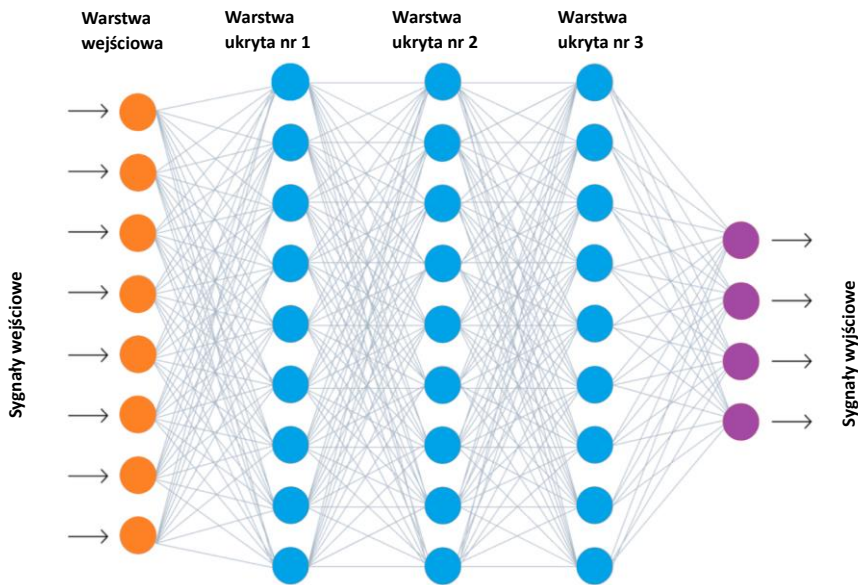 Warstwa
wejściowa
Warstwa
ukryta nr 1
Warstwa
ukryta nr 2
Warstwa
ukryta nr 3
Sygnały wejściowe
Sygnały wyjściowe